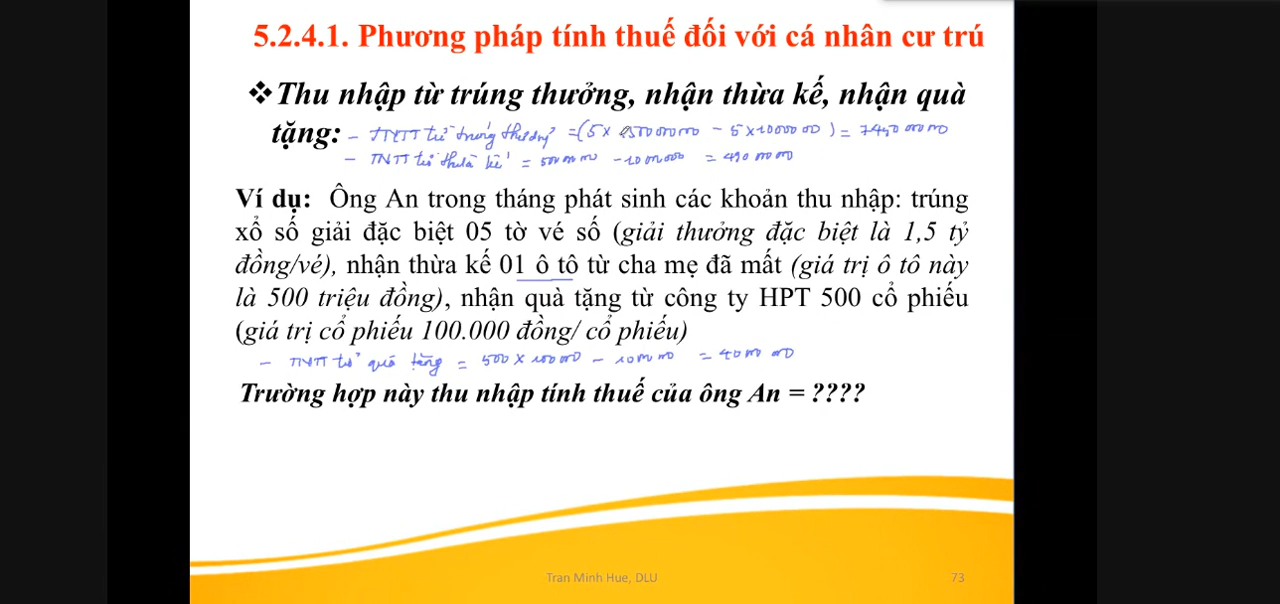 5.2.4.1. Phương pháp tính thuế đối với cá nhân cư trú
❖Thu nhập từ trúng thưởng, nhận thừa kế, nhận quà
tặng: - TNTT từ trúng thưởng = (5 x 1500 000 000 - 5 x 10 000 000) = 7450 000 000
- TNTT từ thừa kế = 500 000 000 - 10 000 000 = 490 000 000
Ví dụ: Ông An trong tháng phát sinh các khoản thu nhập: trúng
xổ số giải đặc biệt 05 tờ vé số (giải thưởng đặc biệt là 1,5 tỷ
đồng/vé), nhận thừa kế 01 ô tô từ cha mẹ đã mất (giá trị ô tô này
là 500 triệu đồng), nhận quà tặng từ công ty HPT 500 cổ phiếu
(giá trị cổ phiếu 100.000 đồng/ cổ phiếu)
- TNTT từ quà tặng = 500 x 100 000 - 10 000 000 = 40 000 000
Trường hợp này thu nhập tính thuế của ông An = ????
Tran Minh Hue, DLU
73